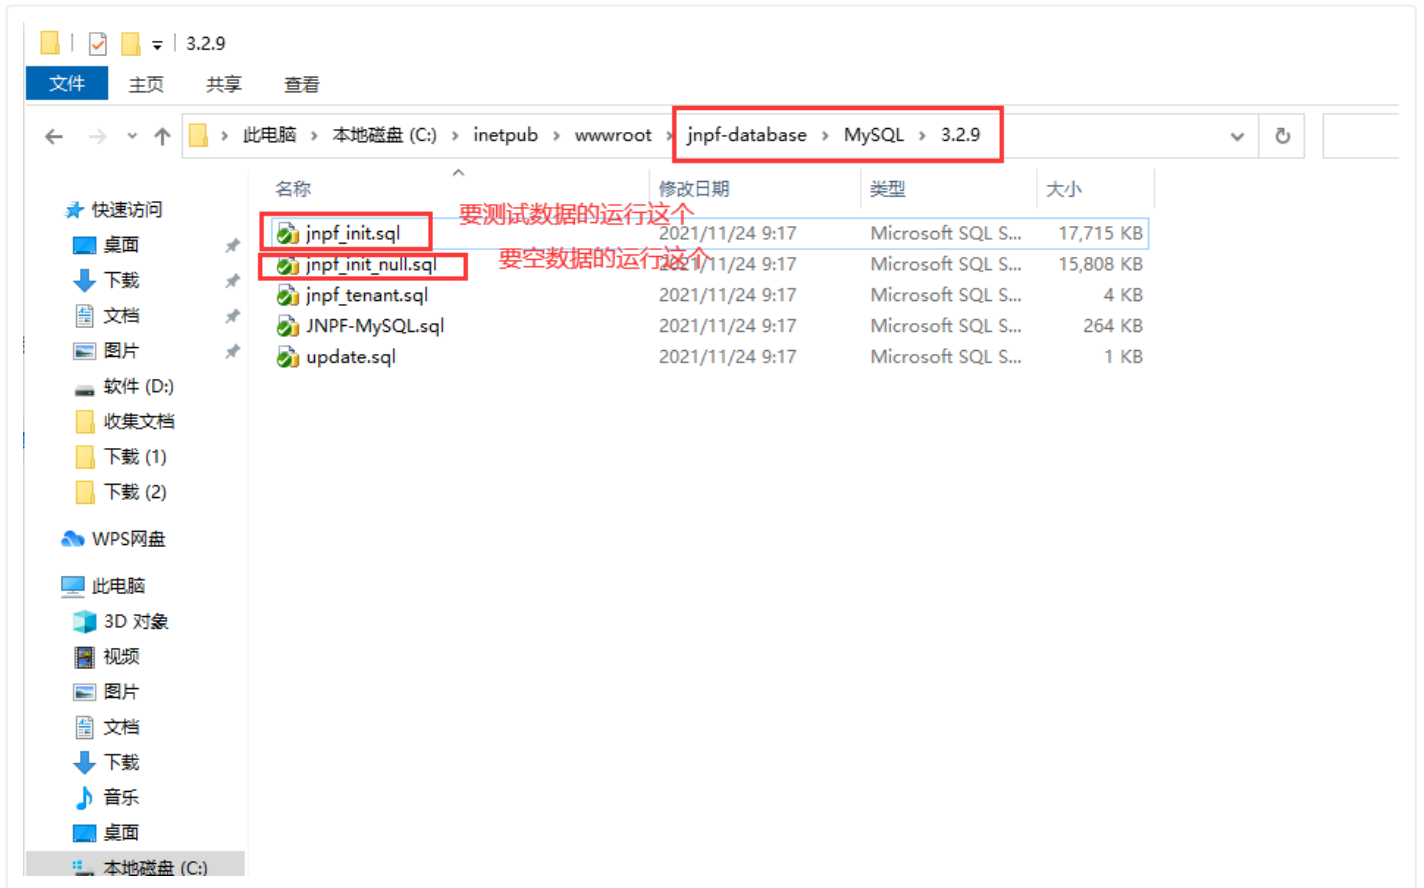 3.2.9
文件 主页 共享 查看
此电脑 › 本地磁盘 (C:) › inetpub › wwwroot › jnpf-database › MySQL › 3.2.9
名称 修改日期 类型 大小
快速访问
桌面
下载
文档
图片
软件 (D:)
收集文档
下载 (1)
下载 (2)
WPS网盘
此电脑
3D 对象
视频
图片
文档
下载
音乐
桌面
本地磁盘 (C:)
要测试数据的运行这个
jnpf_init.sql 2021/11/24 9:17 Microsoft SQL S... 17,715 KB
要空数据的运行这个
jnpf_init_null.sql 2021/11/24 9:17 Microsoft SQL S... 15,808 KB
jnpf_tenant.sql 2021/11/24 9:17 Microsoft SQL S... 4 KB
JNPF-MySQL.sql 2021/11/24 9:17 Microsoft SQL S... 264 KB
update.sql 2021/11/24 9:17 Microsoft SQL S... 1 KB